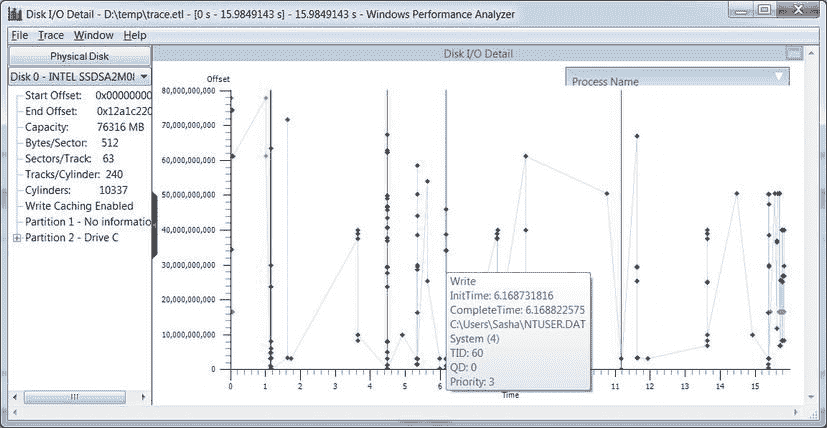 Disk I/O Detail - D:\temp\trace.etl - [0 s - 15.9849143 s] - 15.9849143 s - Windows Performance Analyzer
File Trace Window Help
Physical Disk
Disk I/O Detail
Disk 0 - INTEL SSDSA2M0
Start Offset: 0x00000000
End Offset: 0x12a1c220
Capacity: 76316 MB
Bytes/Sector: 512
Sectors/Track: 63
Tracks/Cylinder: 240
Cylinders: 10337
Write Caching Enabled
Partition 1 - No informatio
Partition 2 - Drive C
Offset
Process Name
80,000,000,000
70,000,000,000
60,000,000,000
50,000,000,000
40,000,000,000
30,000,000,000
20,000,000,000
10,000,000,000
0
Write
InitTime: 6.168731816
CompleteTime: 6.168822575
C:\Users\Sasha\NTUSER.DAT
System (4)
TID: 60
QD: 0
Priority: 3
0 1 2 3 4 5 6 11 12 13 14 15
Time